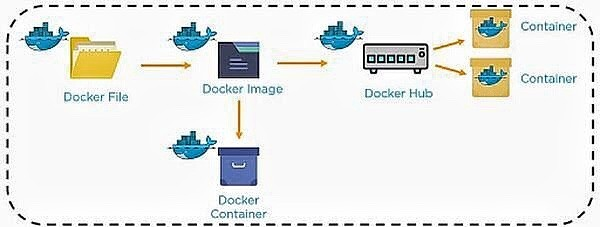 Container
Container
Docker File
Docker Image
Docker Hub
Docker
Container